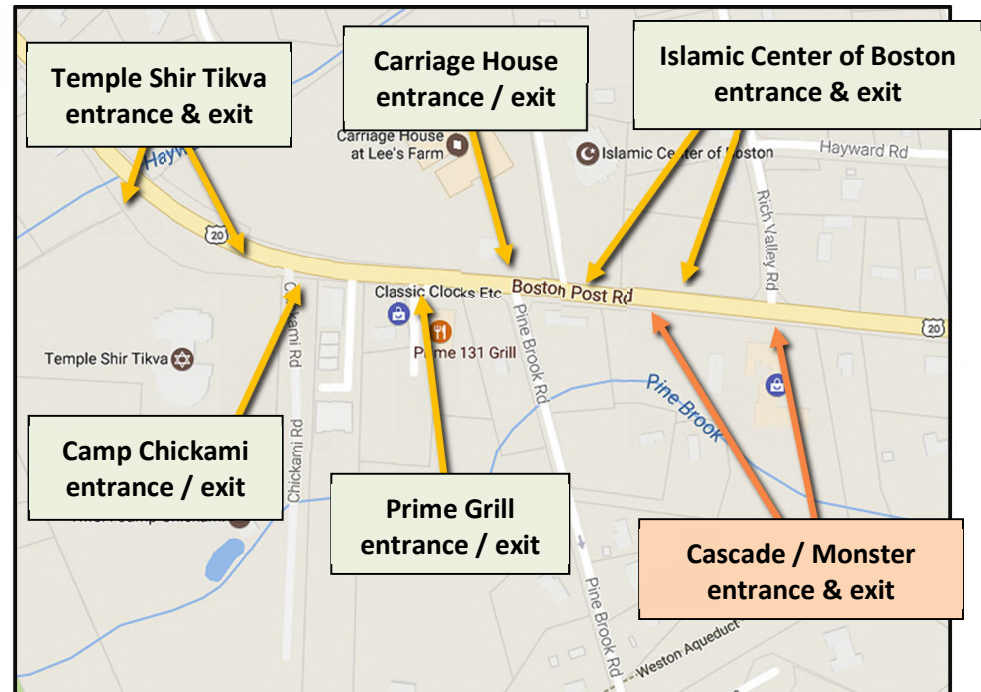 Temple Shir Tikva
entrance & exit
Carriage House
entrance / exit
Islamic Center of Boston
entrance & exit
Carriage House
at Lee's Farm
Islamic Center of Boston
Hayward Rd
Hayw
20
Rich Valley Rd
Classic Clocks Etc
Boston Post Rd
20
Prime 131 Grill
Pine Brook Rd
Temple Shir Tikva
Pine Brook
Chickami Rd
Camp Chickami
entrance / exit
Prime Grill
entrance / exit
Cascade / Monster
entrance & exit
Pine Brook Rd
Weston Aqueduct